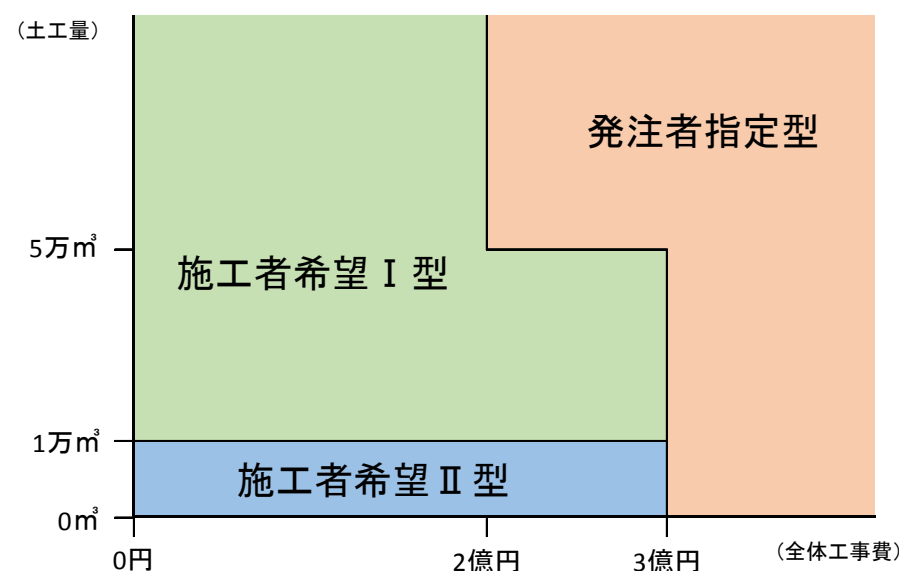 （土工量）
発注者指定型
5万㎥
施工者希望Ⅰ型
1万㎥
施工者希望Ⅱ型
0㎥
0円
2億円
3億円
（全体工事費）